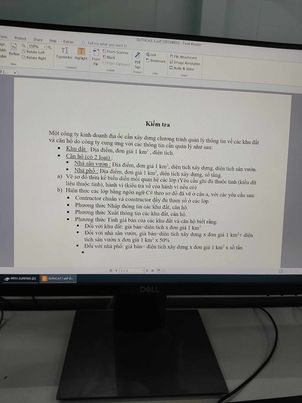 Protect Share Help Extras
Kiểm tra
Một công ty kinh doanh địa ốc cần xây dựng chương trình quản lý thông tin về các khu đất
và căn hộ do công ty cung ứng với các thông tin cần quản lý như sau:
• Khu đất: Địa điểm, đơn giá 1 km², diện tích.
• Căn hộ (có 2 loại):
• Nhà sân vườn: Địa điểm, đơn giá 1 km², diện tích xây dựng, diện tích sân vườn.
• Nhà phố: Địa điểm, đơn giá 1 km², diện tích xây dựng, số tầng.
a) Vẽ sơ đồ thừa kế biểu diễn mối quan hệ các lớp (Yêu cầu ghi đủ thuộc tính (kiểu dữ
liệu thuộc tính), hành vi (kiểu trả về của hành vi nếu có)
b) Hiện thực các lớp bằng ngôn ngữ C# theo sơ đồ đã vẽ ở câu a, với các yêu cầu sau:
• Contructor chuẩn và contructor đầy đủ tham số ở các lớp
• Phương thức Nhập thông tin các khu đất, căn hộ.
• Phương thức Xuất thông tin các khu đất, căn hộ.
• Phương thức Tính giá bán của các khu đất và căn hộ biết rằng:
• Đối với khu đất: giá bán=diện tích x đơn giá 1 km²
• Đối với nhà sân vườn, giá bán=diện tích xây dựng x đơn giá 1 km²+ diện
tích sân vườn x đơn giá 1 km² x 50%
• Đối với nhà phố: giá bán= diện tích xây dựng x đơn giá 1 km² x số tần
DELL